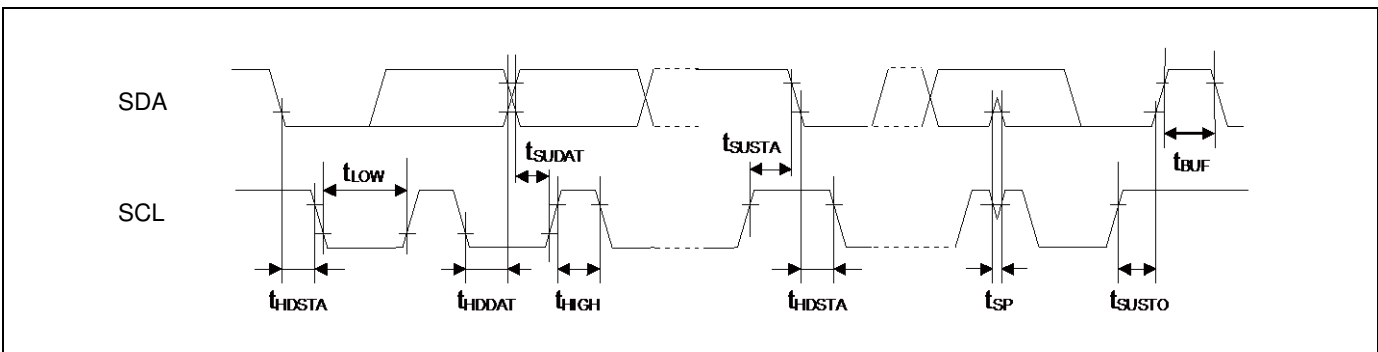 SDA
tSUDAT
tSUSTA
tBUF
tLOW
SCL
tHDSTA
tHDDAT
tHIGH
tHDSTA
tSP
tSUSTO